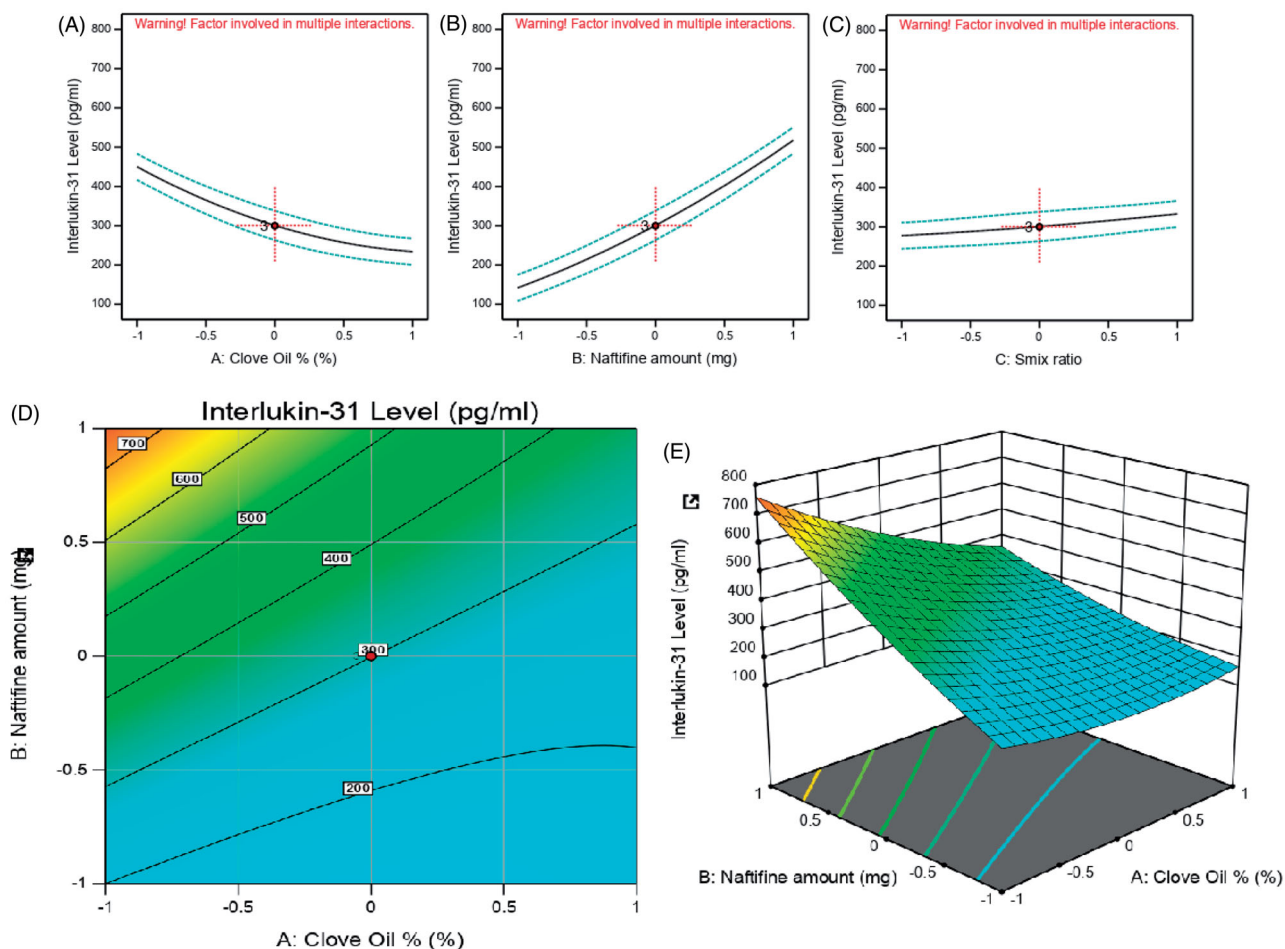 (A)
Warning! Factor involved in multiple interactions.
800
700
600
500
400
300
200
100
Interlukin-31 Level (pg/ml)
3
-1 -0.5 0 0.5 1
A: Clove Oil % (%)
(B)
Warning! Factor involved in multiple interactions.
800
700
600
500
400
300
200
100
Interlukin-31 Level (pg/ml)
3
-1 -0.5 0 0.5 1
B: Naftifine amount (mg)
(C)
Warning! Factor involved in multiple interactions.
800
700
600
500
400
300
200
100
Interlukin-31 Level (pg/ml)
3
-1 -0.5 0 0.5 1
C: Smix ratio
(D)
Interlukin-31 Level (pg/ml)
1
0.5
0
-0.5
-1
B: Naftifine amount (mg)
700
600
500
400
300
200
-1 -0.5 0 0.5 1
A: Clove Oil % (%)
(E)
800
700
600
500
400
300
200
100
Interlukin-31 Level (pg/ml)
1
0.5
0
-0.5
-1
B: Naftifine amount (mg)
-1
-0.5
0
0.5
1
A: Clove Oil % (%)